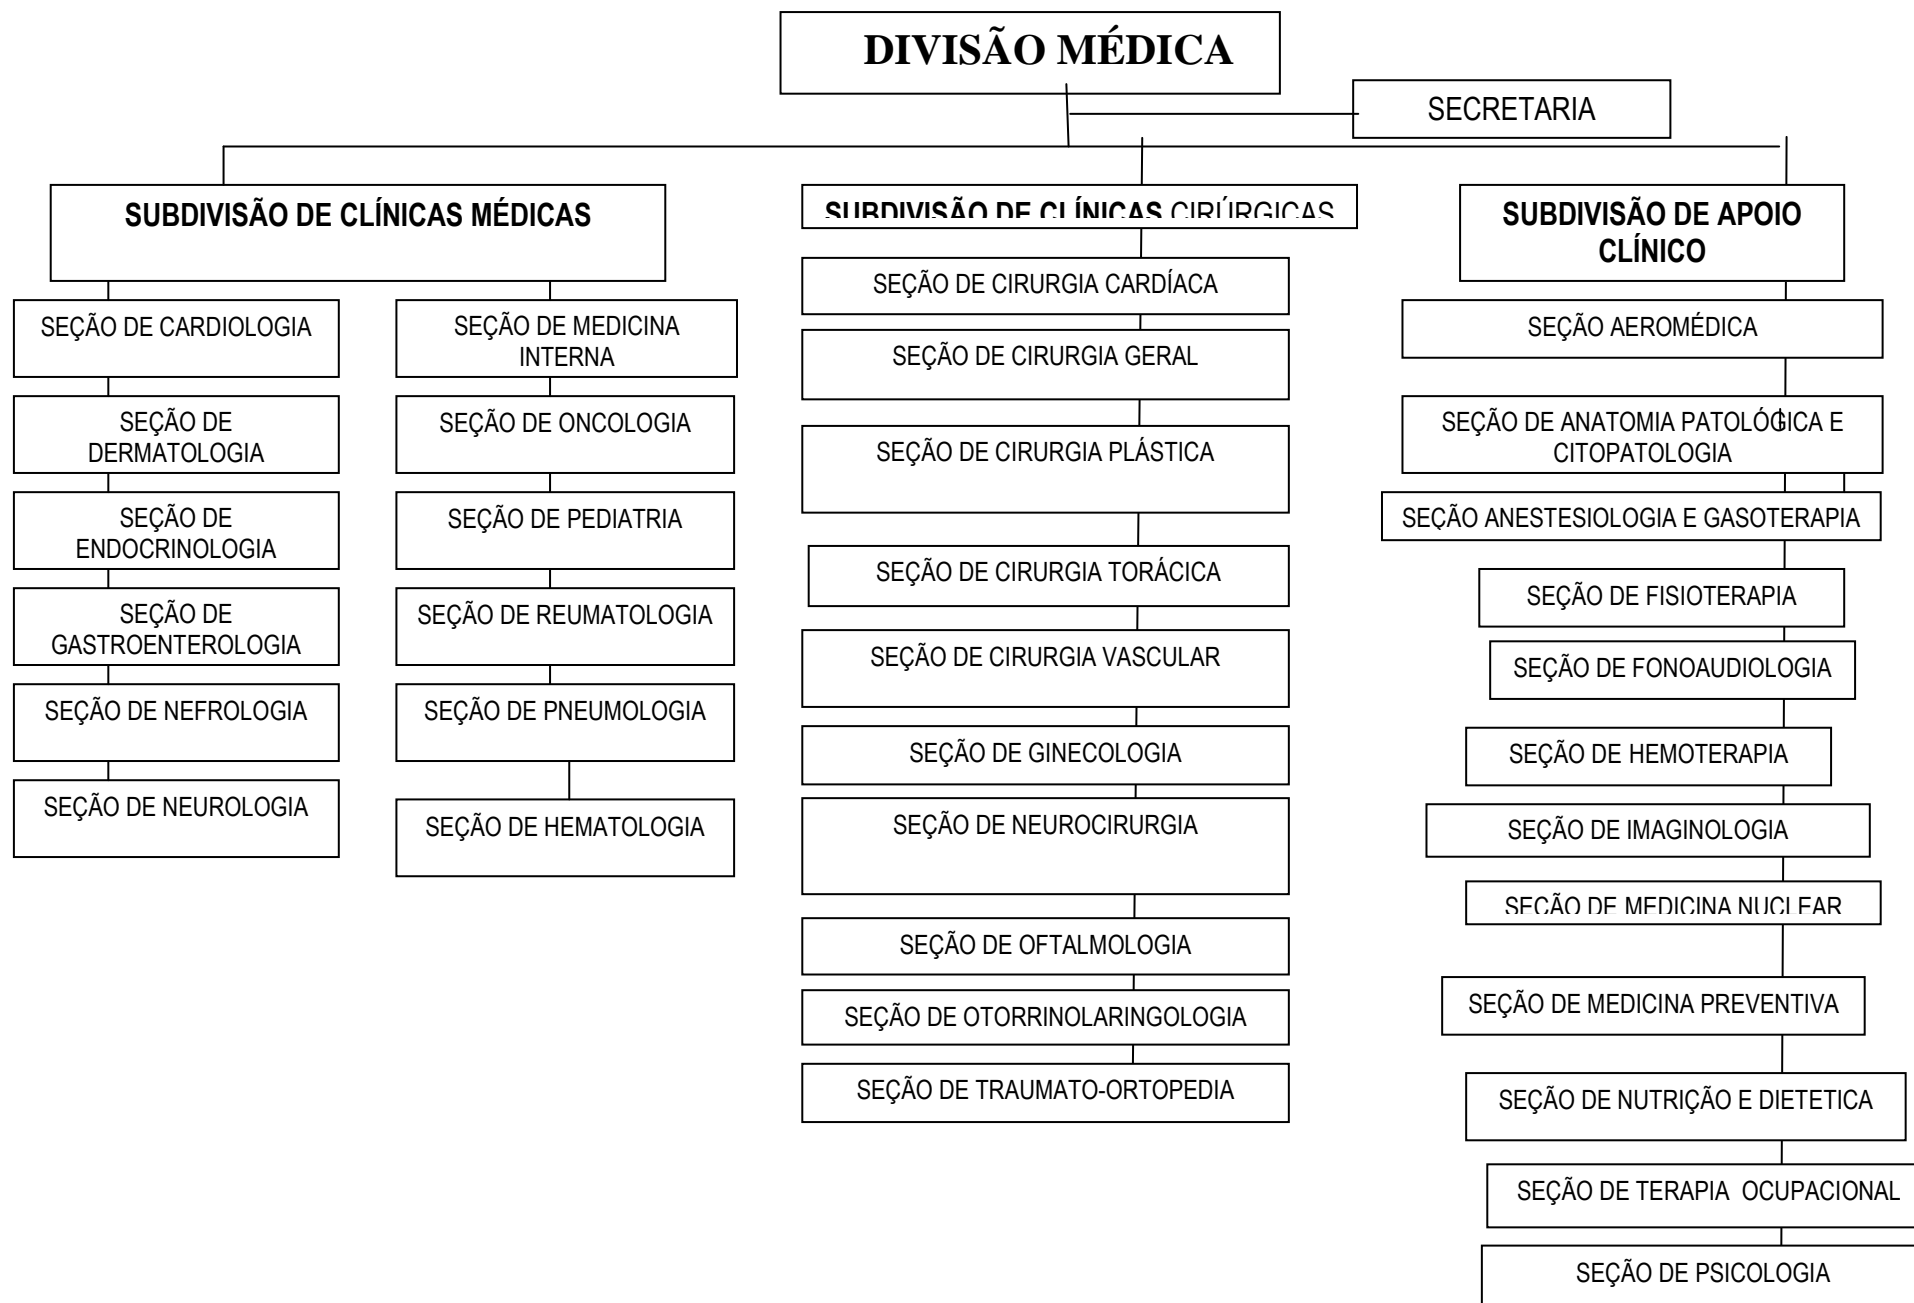 DIVISÃO MÉDICA
SECRETARIA
SUBDIVISÃO DE CLÍNICAS MÉDICAS
SEÇÃO DE CARDIOLOGIA
SEÇÃO DE
DERMATOLOGIA
SEÇÃO DE
ENDOCRINOLOGIA
SEÇÃO DE
GASTROENTEROLOGIA
SEÇÃO DE NEFROLOGIA
SEÇÃO DE NEUROLOGIA
SEÇÃO DE MEDICINA
INTERNA
SEÇÃO DE ONCOLOGIA
SEÇÃO DE PEDIATRIA
SEÇÃO DE REUMATOLOGIA
SEÇÃO DE PNEUMOLOGIA
SEÇÃO DE HEMATOLOGIA
SUBDIVISÃO DE CLÍNICAS CIRÚRGICAS
SEÇÃO DE CIRURGIA CARDÍACA
SEÇÃO DE CIRURGIA GERAL
SEÇÃO DE CIRURGIA PLÁSTICA
SEÇÃO DE CIRURGIA TORÁCICA
SEÇÃO DE CIRURGIA VASCULAR
SEÇÃO DE GINECOLOGIA
SEÇÃO DE NEUROCIRURGIA
SEÇÃO DE OFTALMOLOGIA
SEÇÃO DE OTORRINOLARINGOLOGIA
SEÇÃO DE TRAUMATO-ORTOPEDIA
SUBDIVISÃO DE APOIO
CLÍNICO
SEÇÃO AEROMÉDICA
SEÇÃO DE ANATOMIA PATOLÓGICA E
CITOPATOLOGIA
SEÇÃO ANESTESIOLOGIA E GASOTERAPIA
SEÇÃO DE FISIOTERAPIA
SEÇÃO DE FONOAUDIOLOGIA
SEÇÃO DE HEMOTERAPIA
SEÇÃO DE IMAGINOLOGIA
SEÇÃO DE MEDICINA NUCLEAR
SEÇÃO DE MEDICINA PREVENTIVA
SEÇÃO DE NUTRIÇÃO E DIETETICA
SEÇÃO DE TERAPIA OCUPACIONAL
SEÇÃO DE PSICOLOGIA